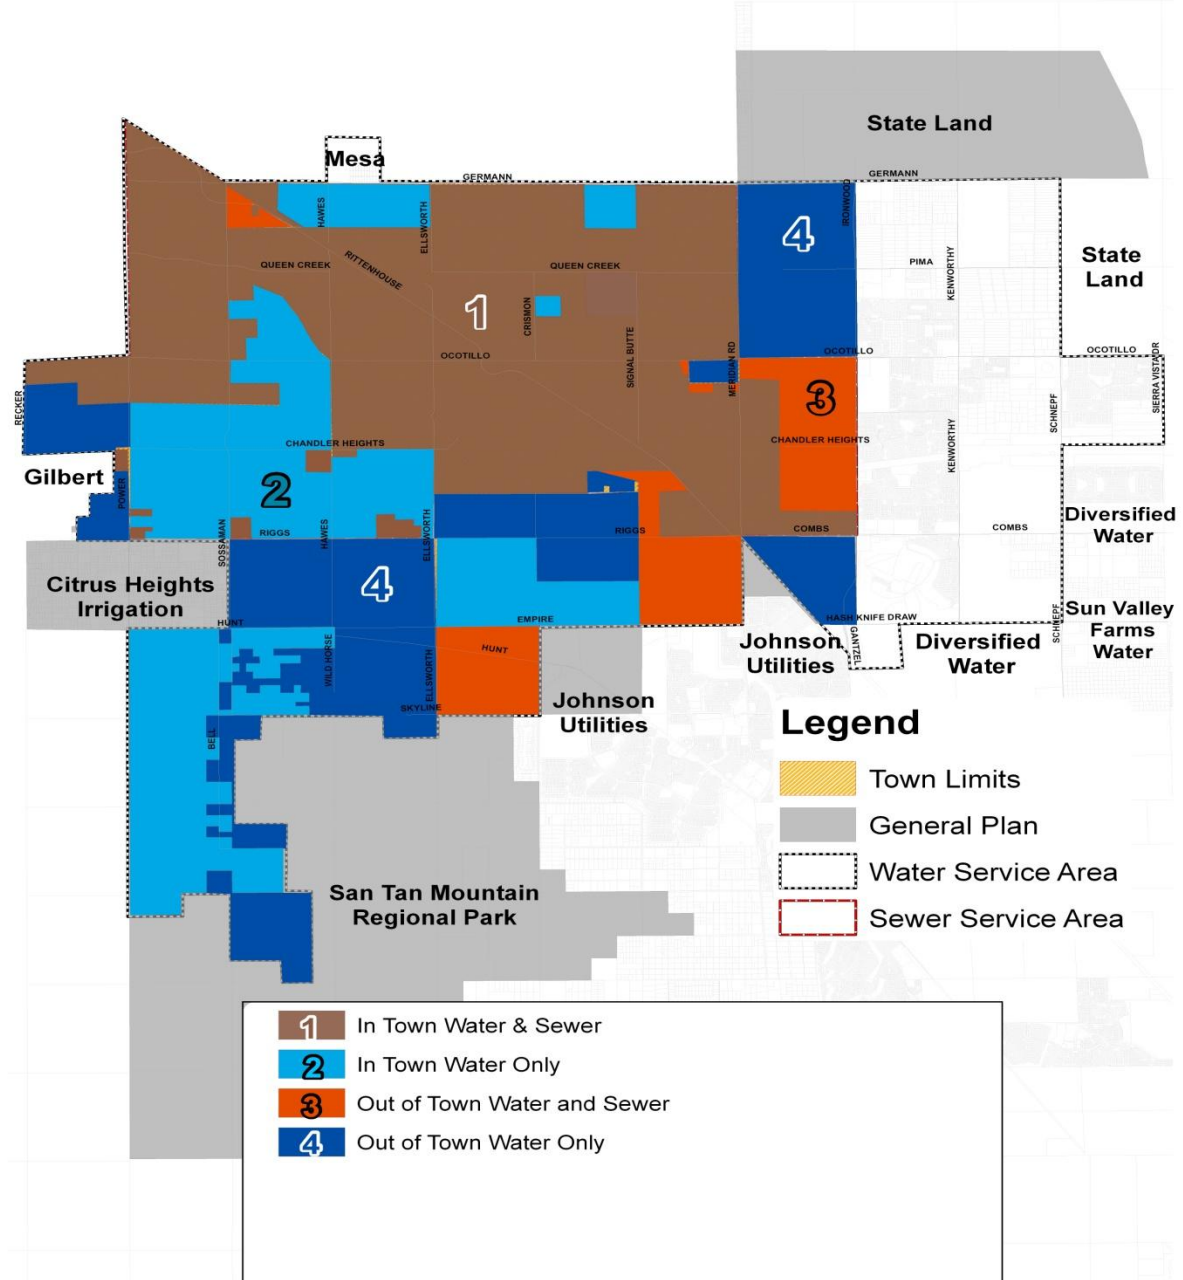 State Land
Mesa
GERMANN
GERMANN
HAWES
ELLSWORTH
IRONWOOD
4
QUEEN CREEK
RITTENHOUSE
QUEEN CREEK
PIMA
KENWORTHY
State
Land
1
CRISMON
SIGNAL BUTTE
OCOTILLO
MERIDIAN RD
OCOTILLO
OCOTILLO
SIERRA VISTA DR
RECKER
3
SCHNEPF
CHANDLER HEIGHTS
CHANDLER HEIGHTS
KENWORTHY
Gilbert
POWER
2
SOSSAMAN
RIGGS
HAWES
ELLSWORTH
RIGGS
COMBS
COMBS
Diversified
Water
Citrus Heights
Irrigation
4
HUNT
EMPIRE
HASH KNIFE DRAW
SCHNEPF
Sun Valley
Farms
Water
Johnson
Utilities
GANTZEL
Diversified
Water
WILD HORSE
HUNT
ELLSWORTH
SKYLINE
BELL
Johnson
Utilities
Legend
Town Limits
General Plan
Water Service Area
Sewer Service Area
San Tan Mountain
Regional Park
1 In Town Water & Sewer
2 In Town Water Only
3 Out of Town Water and Sewer
4 Out of Town Water Only